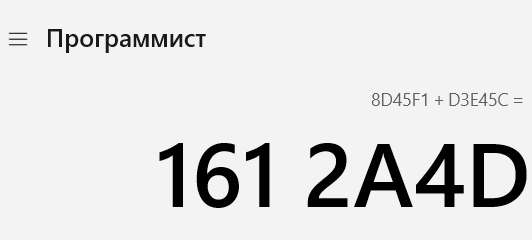 Программист
8D45F1 + D3E45C =
161 2A4D